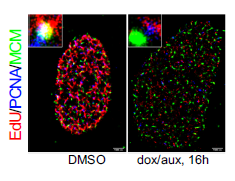 EdU/PCNA/MCM
DMSO
dox/aux, 16h